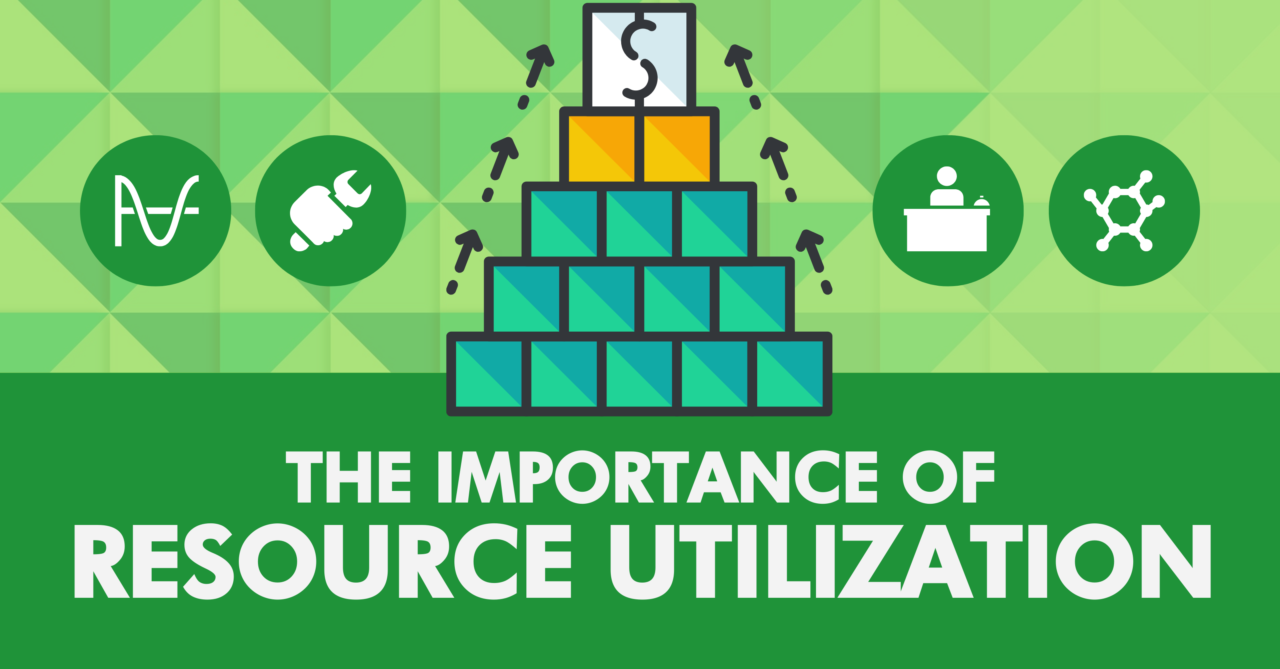 $
THE IMPORTANCE OF
RESOURCE UTILIZATION